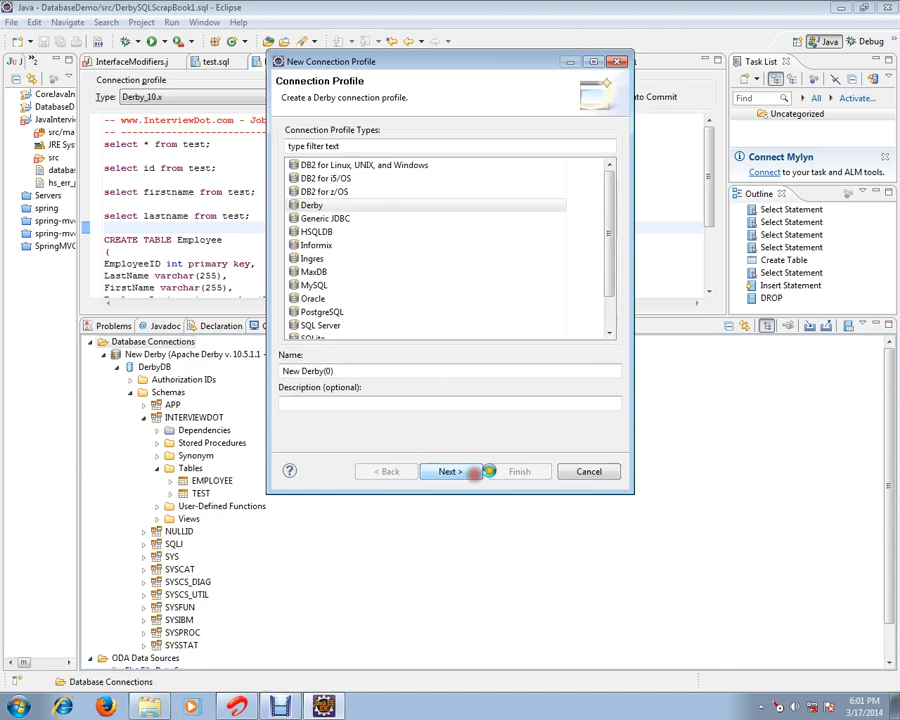 Java - DatabaseDemo/src/DerbySQLScrapBook1.sql - Eclipse
File Edit Navigate Search Project Run Window Help
Java Debug
Ju
InterfaceModifiers.j
test.sql
Connection profile
Type: Derby_10.x
Commit
CoreJavaIn
DatabaseD
JavaIntervi
src/ma
JRE Sys
src
databas
hs_err_p
Servers
spring
spring-mvc
spring-mvc
SpringMVC
-- www.InterviewDot.com - Job
select * from test;
select id from test;
select firstname from test;
select lastname from test;
CREATE TABLE Employee
(
EmployeeID int primary key,
LastName varchar(255),
FirstName varchar(255),
New Connection Profile
Connection Profile
Create a Derby connection profile.
Connection Profile Types:
type filter text
DB2 for Linux, UNIX, and Windows
DB2 for i5/OS
DB2 for z/OS
Derby
Generic JDBC
HSQLDB
Informix
Ingres
MaxDB
MySQL
Oracle
PostgreSQL
SQL Server
SQLite
Name:
New Derby(0)
Description (optional):
< Back Next > Finish Cancel
Task List
Find All Activate...
Uncategorized
Connect Mylyn
Connect to your task and ALM tools.
Outline
Select Statement
Select Statement
Select Statement
Select Statement
Create Table
Select Statement
Insert Statement
DROP
Problems Javadoc Declaration
Database Connections
New Derby (Apache Derby v. 10.5.1.1 -
DerbyDB
Authorization IDs
Schemas
APP
INTERVIEWDOT
Dependencies
Stored Procedures
Synonym
Tables
EMPLOYEE
TEST
User-Defined Functions
Views
NULLID
SQLJ
SYS
SYSCAT
SYSCS_DIAG
SYSCS_UTIL
SYSFUN
SYSIBM
SYSPROC
SYSSTAT
ODA Data Sources
Database Connections
6:01 PM
3/17/2014